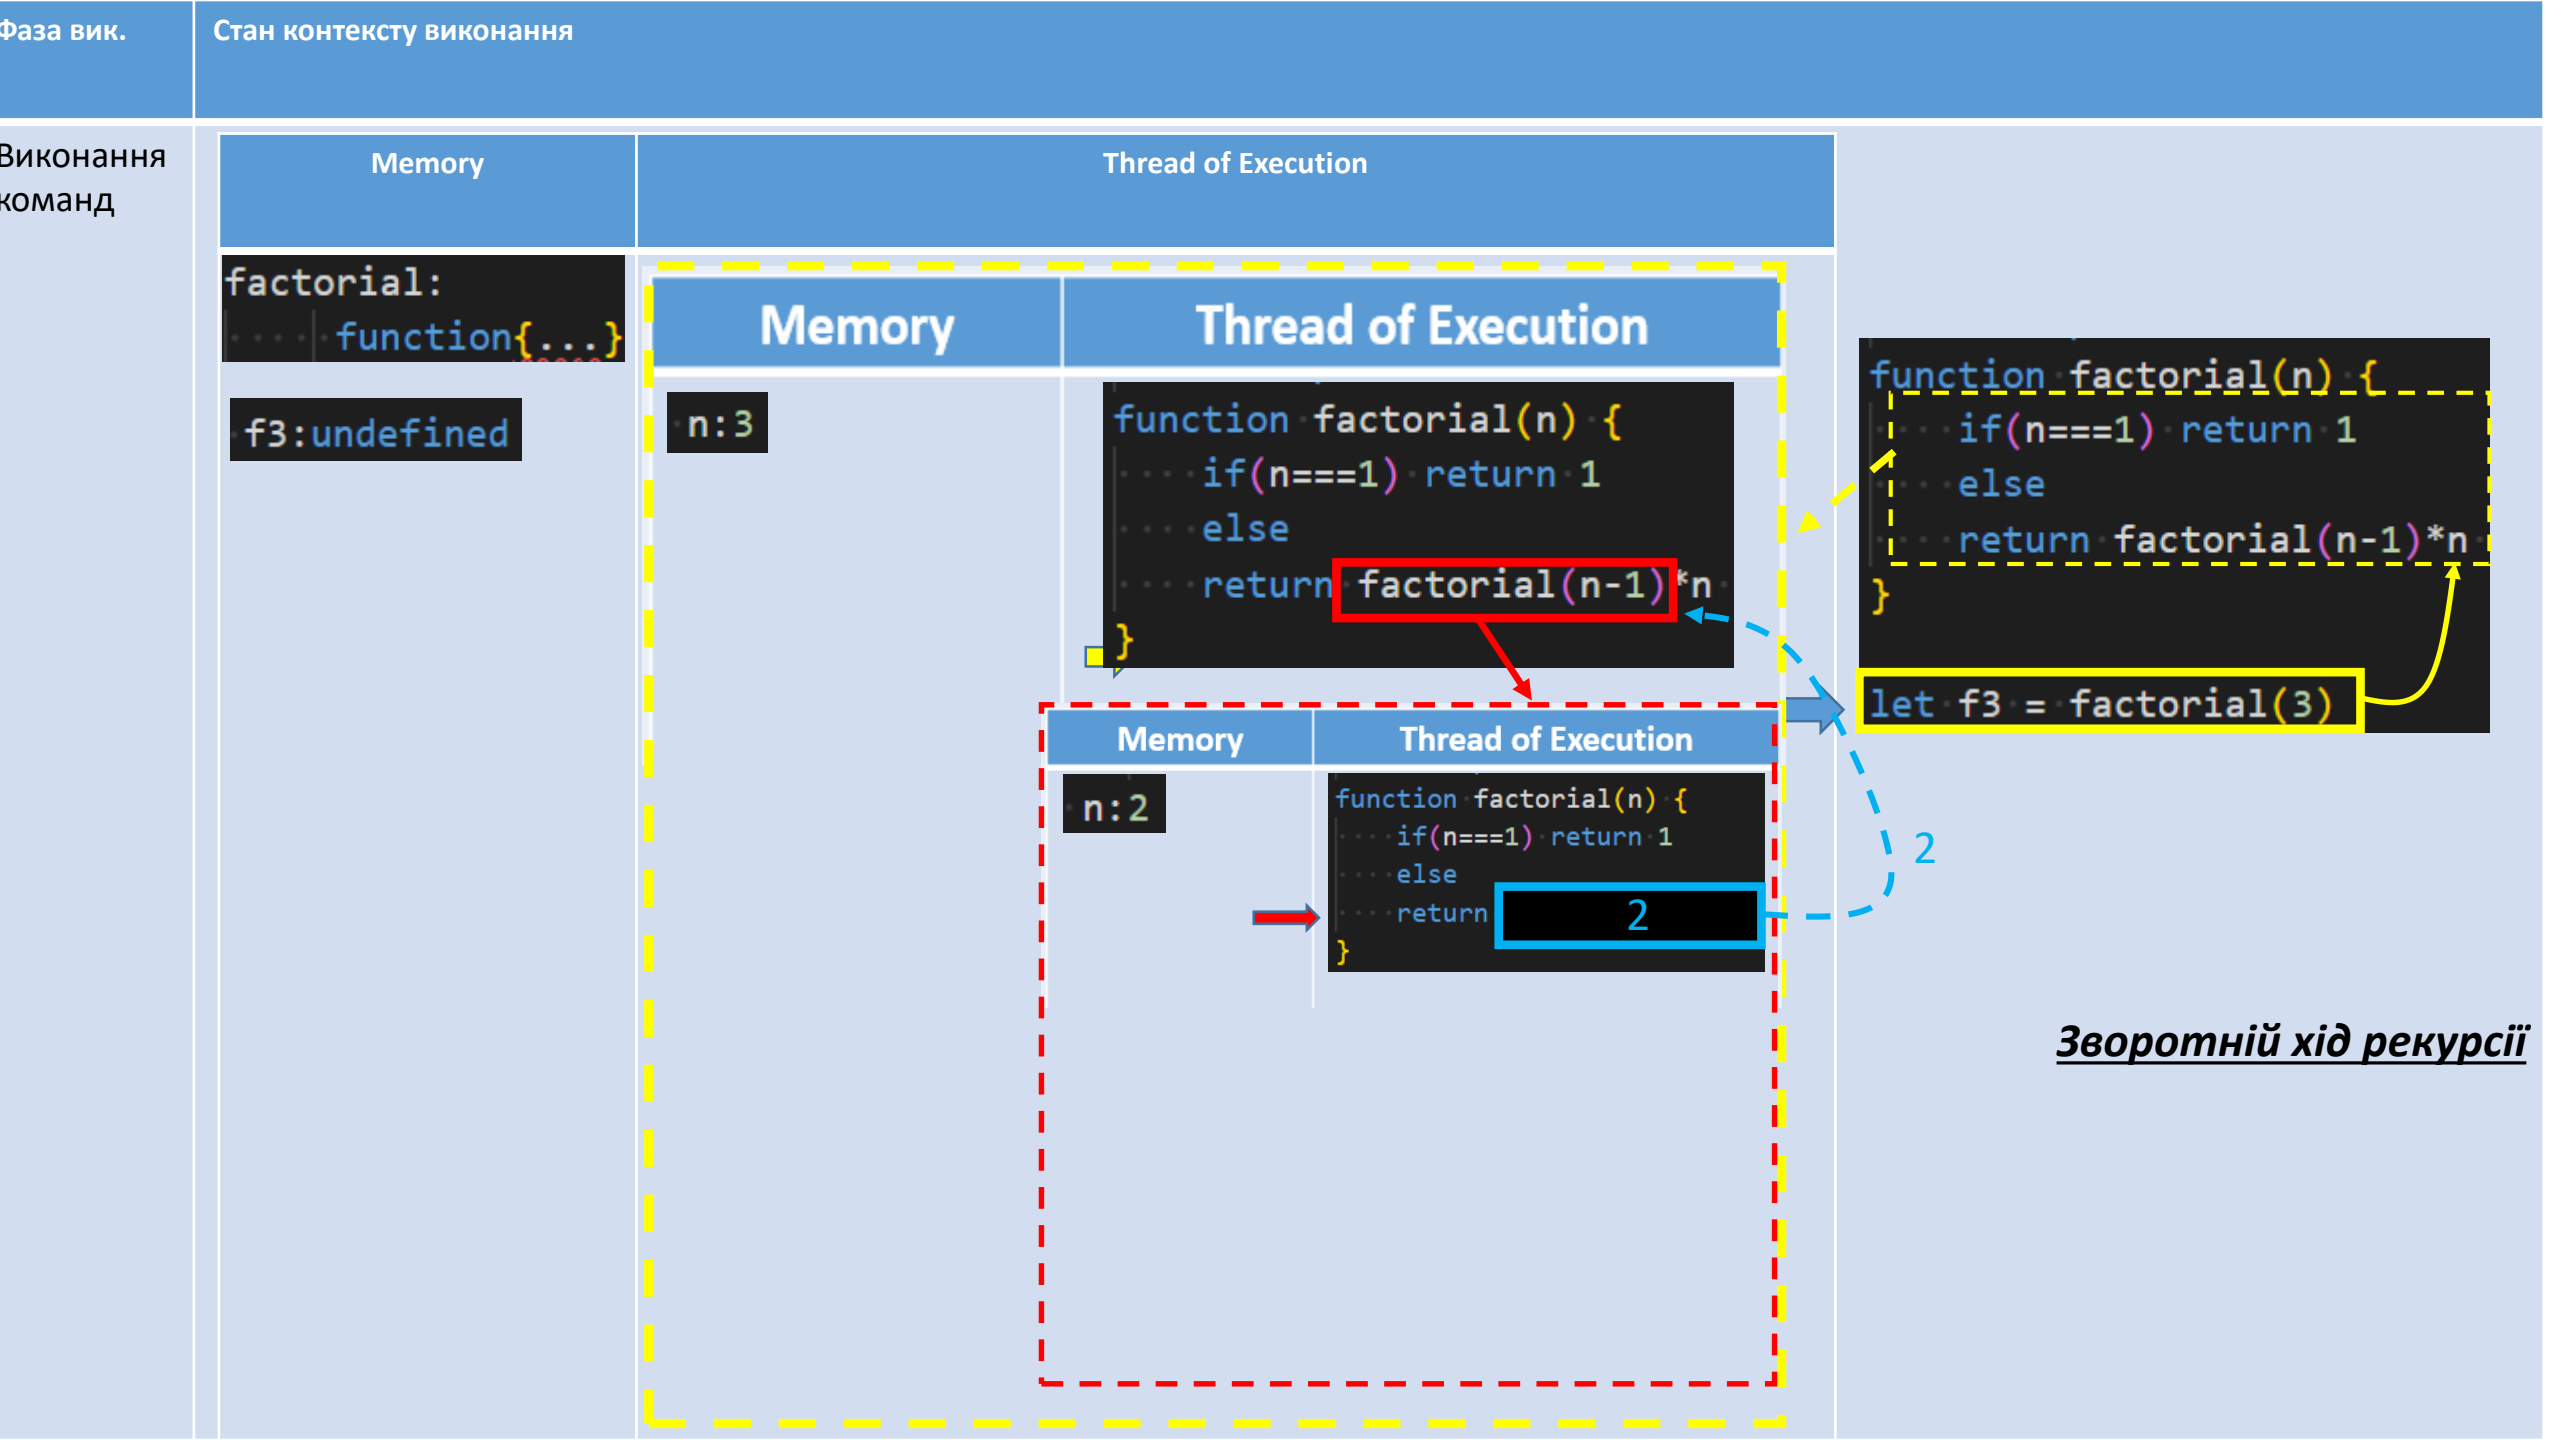 Фаза вик.
Стан контексту виконання
Виконання
команд
Memory
Thread of Execution
factorial:
function{...}
f3:undefined
Memory
Thread of Execution
n:3
function factorial(n) {
if(n===1) return 1
else
return factorial(n-1)*n
}
Memory
Thread of Execution
n:2
function factorial(n) {
if(n===1) return 1
else
return 2
}
2
function factorial(n) {
if(n===1) return 1
else
return factorial(n-1)*n
}
let f3 = factorial(3)
Зворотній хід рекурсії